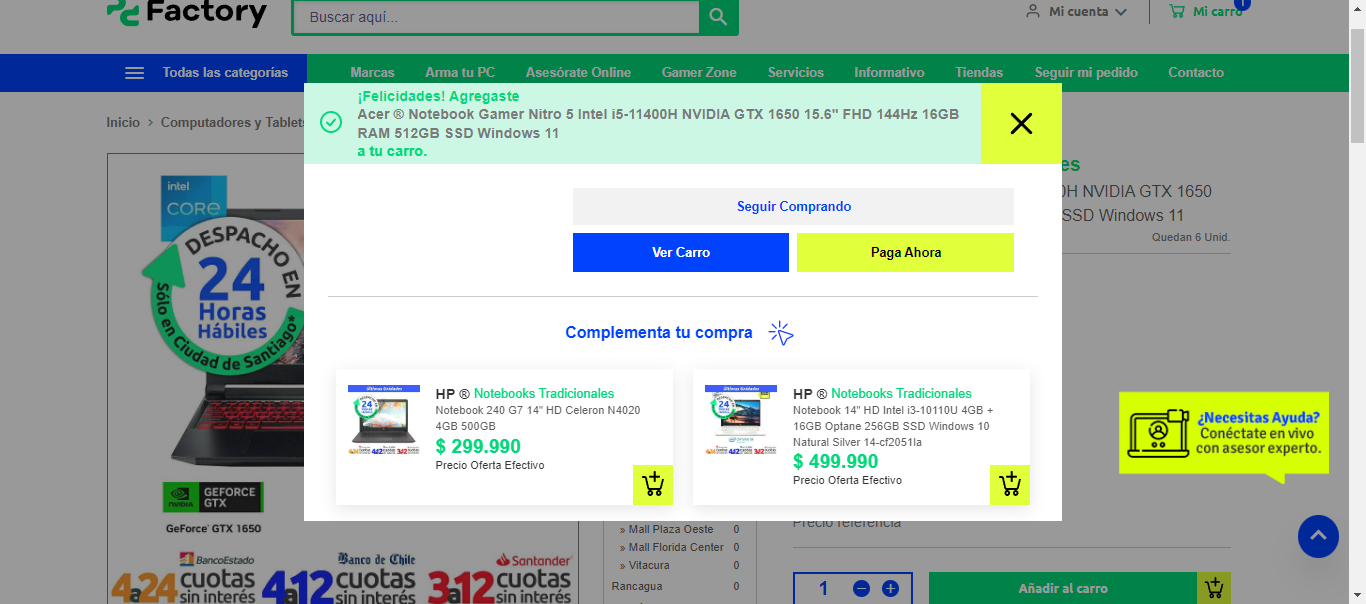 Factory
Buscar aquí...
Mi cuenta
Mi carro
1
Todas las categorías
Marcas
Arma tu PC
Asesórate Online
Gamer Zone
Servicios
Informativo
Tiendas
Seguir mi pedido
Contacto
Inicio > Computadores y Tablets
¡Felicidades! Agregaste
Acer ® Notebook Gamer Nitro 5 Intel i5-11400H NVIDIA GTX 1650 15.6" FHD 144Hz 16GB
RAM 512GB SSD Windows 11
a tu carro.
es
0H NVIDIA GTX 1650
SSD Windows 11
Quedan 6 Unid.
intel
CORE
DESPACHO EN
24
Horas
Hábiles
Sólo en Ciudad de Santiago*
Seguir Comprando
Ver Carro
Paga Ahora
Complementa tu compra
HP ® Notebooks Tradicionales
Notebook 240 G7 14" HD Celeron N4020
4GB 500GB
$ 299.990
Precio Oferta Efectivo
HP ® Notebooks Tradicionales
Notebook 14" HD Intel i3-10110U 4GB +
16GB Optane 256GB SSD Windows 10
Natural Silver 14-cf2051la
$ 499.990
Precio Oferta Efectivo
¿Necesitas Ayuda?
Conéctate en vivo
con asesor experto.
NVIDIA
GEFORCE
GTX
GeForce® GTX 1650
BancoEstado
4a24 cuotas
sin interés
Banco de Chile
4a12 cuotas
sin interés
Santander
3a12 cuotas
sin interés
» Mall Plaza Oeste 0
» Mall Florida Center 0
» Vitacura 0
Rancagua 0
Precio referencia
1
Añadir al carro